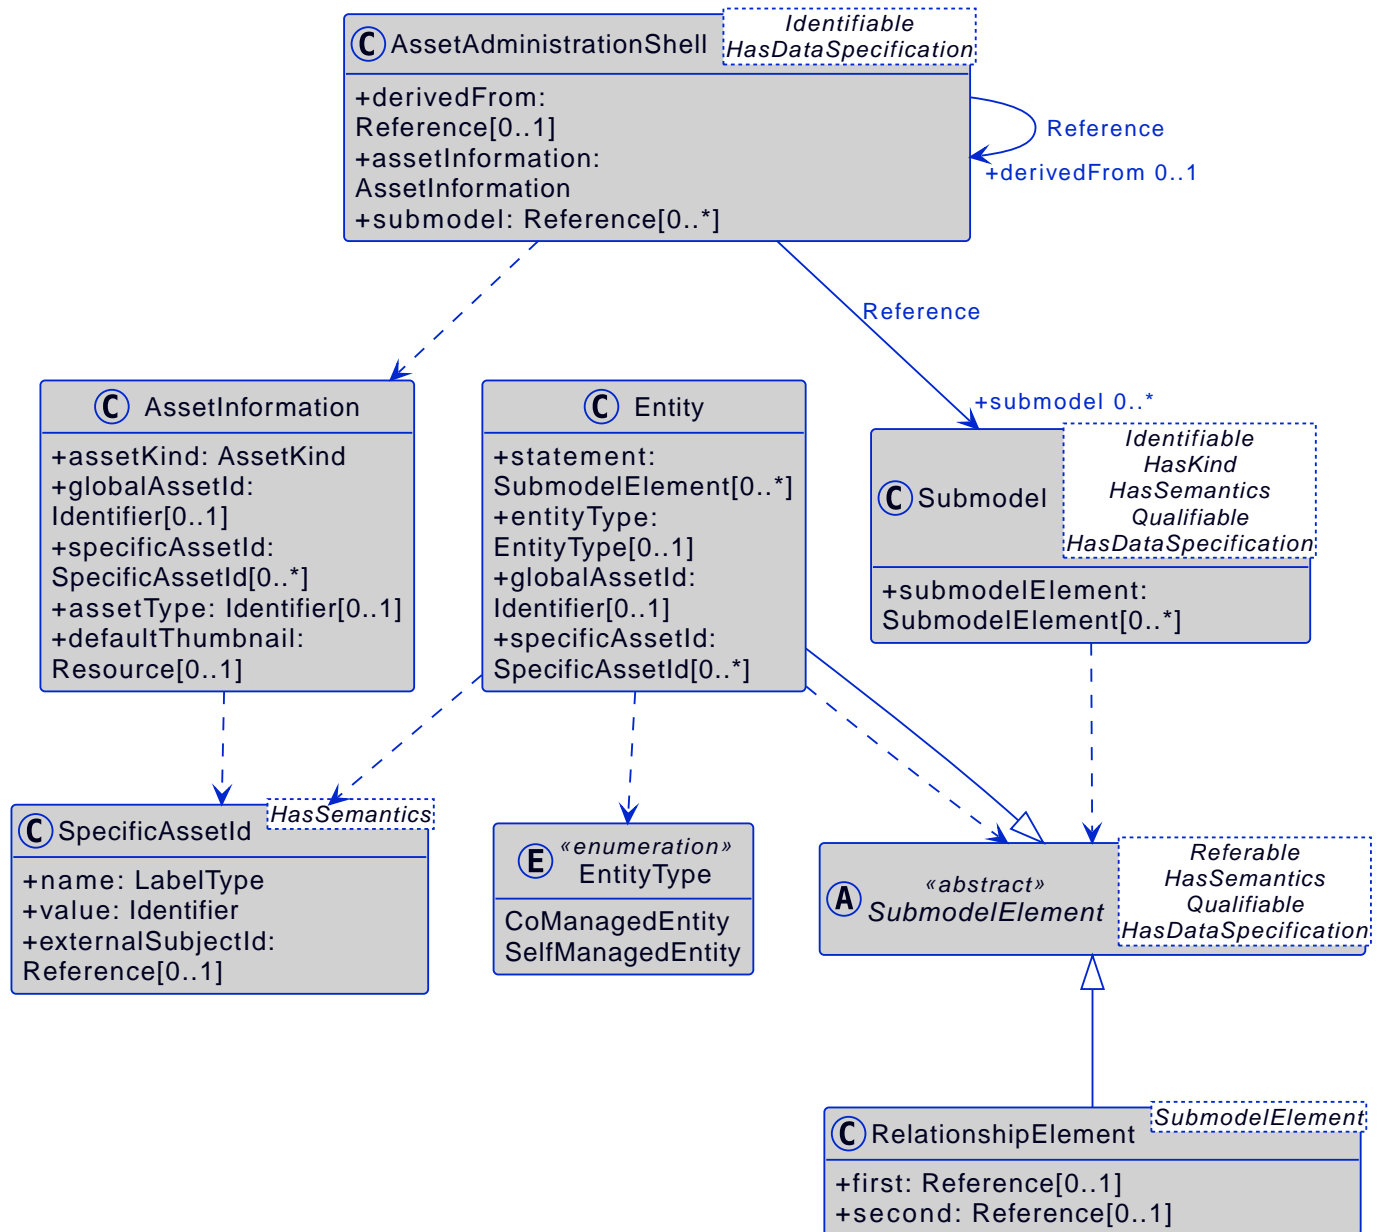 C AssetAdministrationShell
Identifiable
HasDataSpecification
+derivedFrom:
Reference[0..1]
+assetInformation:
AssetInformation
+submodel: Reference[0..*]
Reference
+derivedFrom 0..1
Reference
+submodel 0..*
C AssetInformation
+assetKind: AssetKind
+globalAssetId:
Identifier[0..1]
+specificAssetId:
SpecificAssetId[0..*]
+assetType: Identifier[0..1]
+defaultThumbnail:
Resource[0..1]
C Entity
+statement:
SubmodelElement[0..*]
+entityType:
EntityType[0..1]
+globalAssetId:
Identifier[0..1]
+specificAssetId:
SpecificAssetId[0..*]
C Submodel
Identifiable
HasKind
HasSemantics
Qualifiable
HasDataSpecification
+submodelElement:
SubmodelElement[0..*]
C SpecificAssetId
HasSemantics
+name: LabelType
+value: Identifier
+externalSubjectId:
Reference[0..1]
E «enumeration»
EntityType
CoManagedEntity
SelfManagedEntity
A «abstract»
SubmodelElement
Referable
HasSemantics
Qualifiable
HasDataSpecification
C RelationshipElement
SubmodelElement
+first: Reference[0..1]
+second: Reference[0..1]